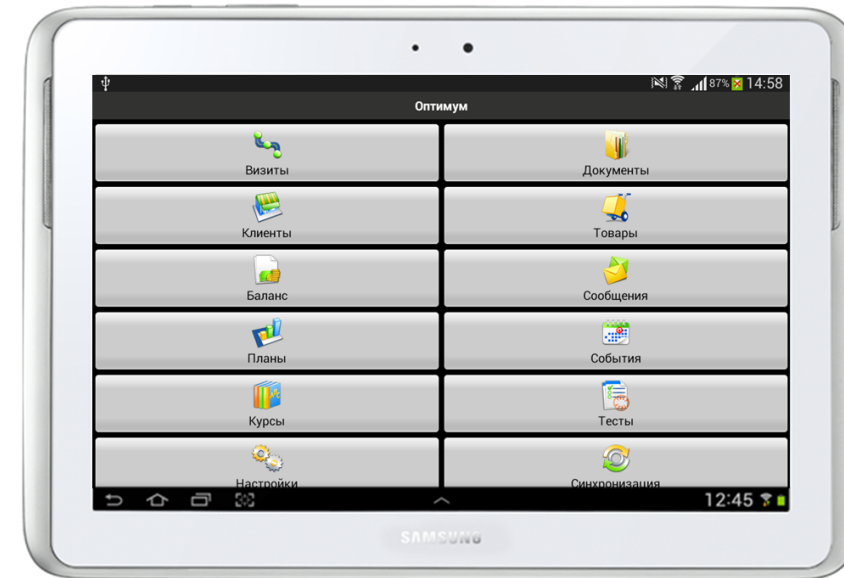 87% 14:58
Оптимум
Визиты
Документы
Клиенты
Товары
Баланс
Сообщения
Планы
События
Курсы
Тесты
Настройки
Синхронизация
12:45
SAMSUNG